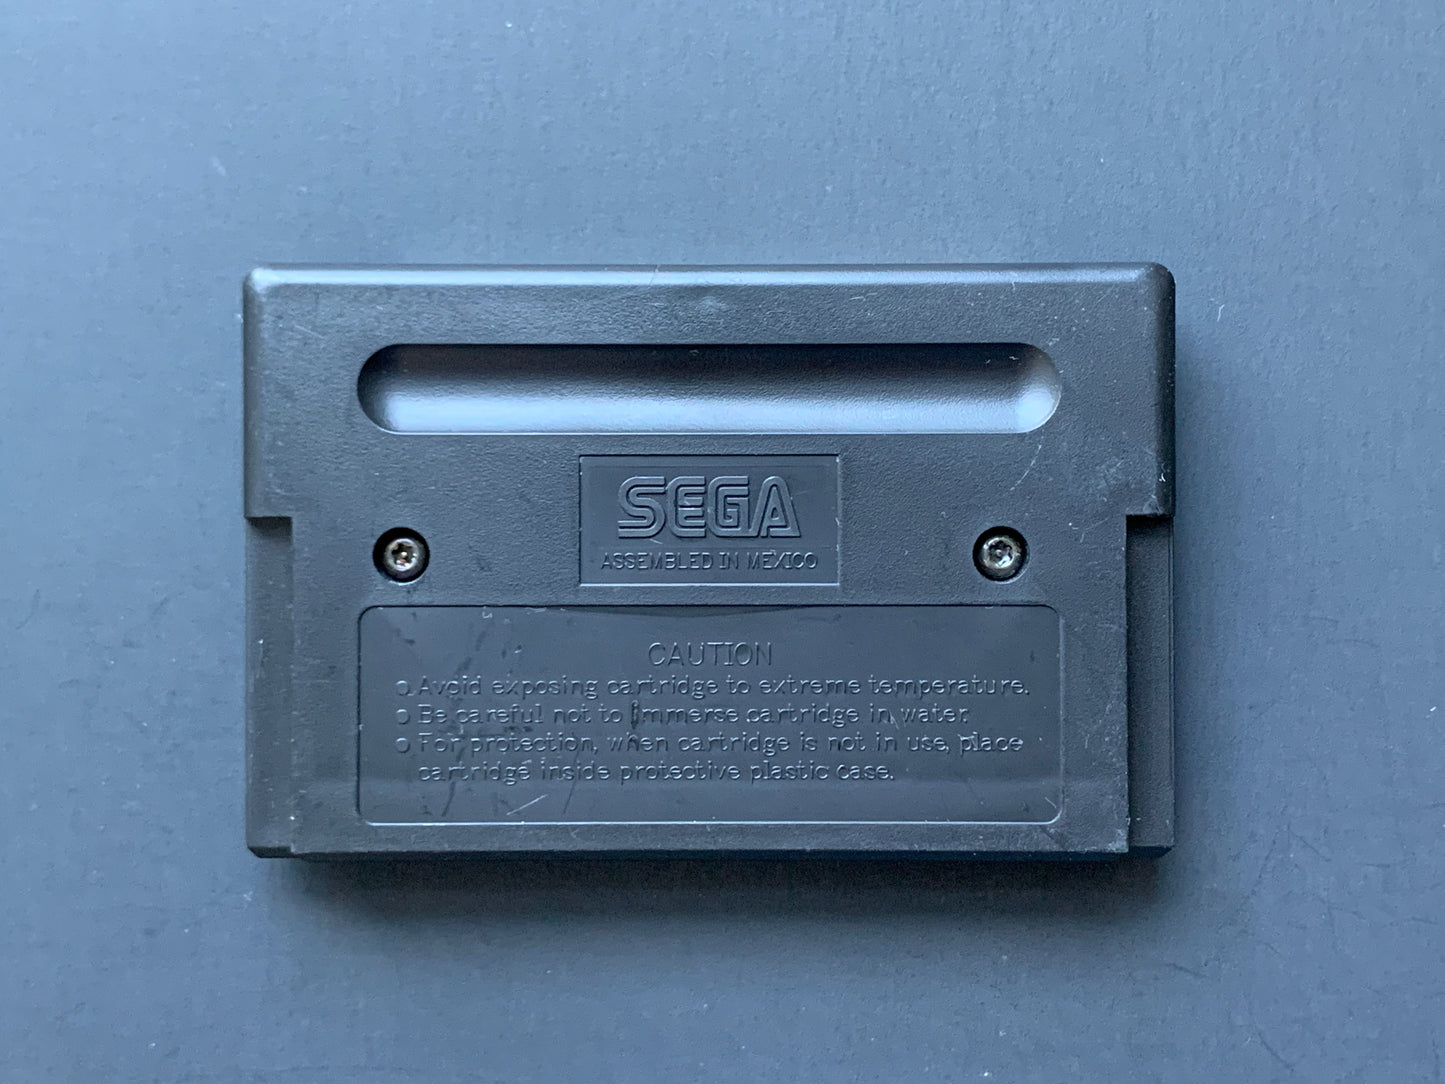 SEGA
ASSEMBLED IN MEXICO
CAUTION
Avoid exposing cartridge to extreme temperature.
Be careful not to immerse cartridge in water.
For protection, when cartridge is not in use, place
cartridge inside protective plastic case.